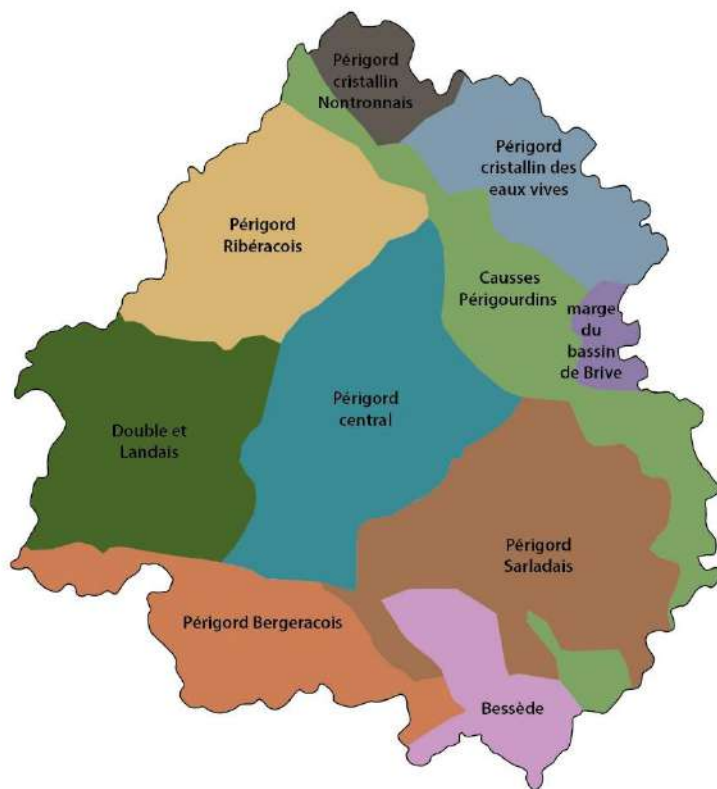 Périgord
cristallin
Nontronnais
Périgord
cristallin des
eaux vives
Périgord
Ribéracois
Causses
Périgourdins
marge
du
bassin
de Brive
Périgord
central
Double et
Landais
Périgord
Sarladais
Périgord Bergeracois
Bessède